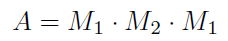 A = M₁ · M₂ · M₁